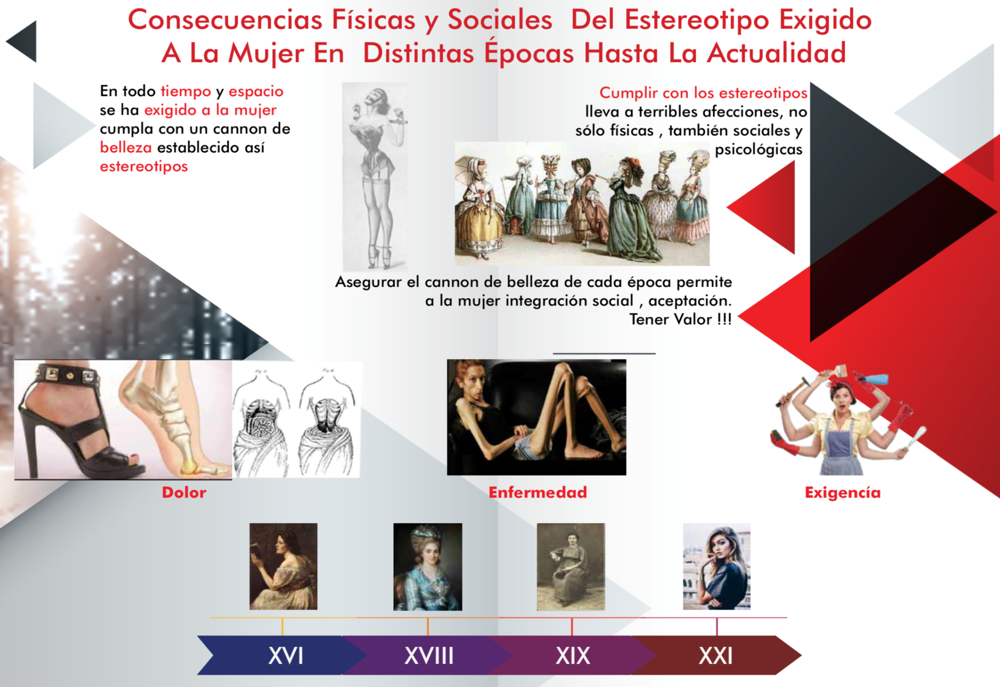 Consecuencias Físicas y Sociales Del Estereotipo Exigido
A La Mujer En Distintas Épocas Hasta La Actualidad
En todo tiempo y espacio
se ha exigido a la mujer
cumpla con un cannon de
belleza establecido así
estereotipos
Cumplir con los estereotipos
lleva a terribles afecciones, no
sólo físicas , también sociales y
psicológicas
Asegurar el cannon de belleza de cada época permite
a la mujer integración social , aceptación.
Tener Valor !!!
Dolor
Enfermedad
Exigencía
XVI
XVIII
XIX
XXI